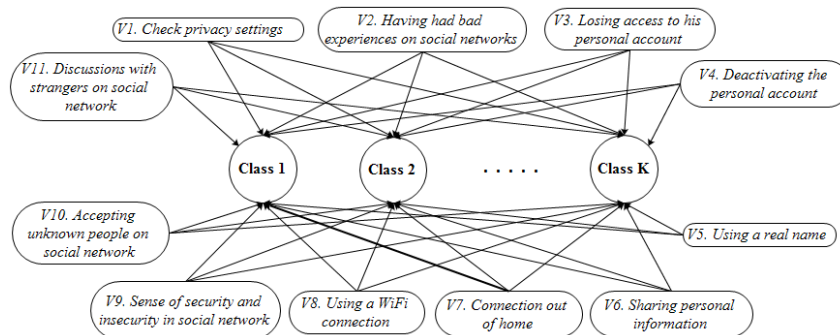 V1. Check privacy settings
V2. Having had bad
experiences on social networks
V3. Losing access to his
personal account
V11. Discussions with
strangers on social
network
V4. Deactivating the
personal account
Class 1
Class 2
. . . . .
Class K
V10. Accepting
unknown people on
social network
V5. Using a real name
V9. Sense of security and
insecurity in social network
V8. Using a WiFi
connection
V7. Connection out
of home
V6. Sharing personal
information